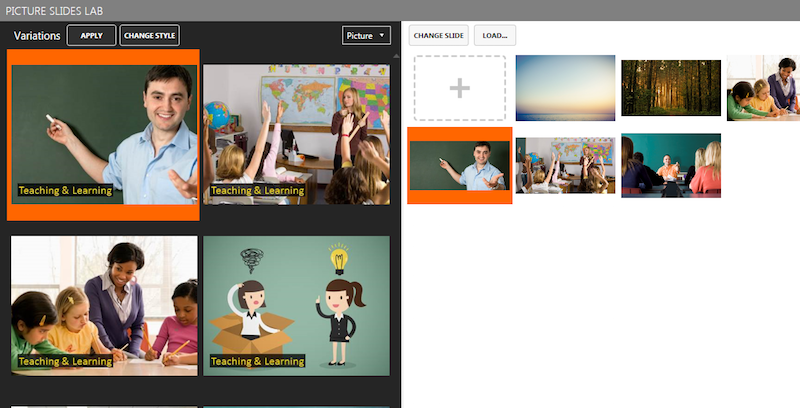 PICTURE SLIDES LAB
Variations APPLY CHANGE STYLE Picture
CHANGE SLIDE LOAD...
Teaching & Learning
Teaching & Learning
Teaching & Learning
Teaching & Learning